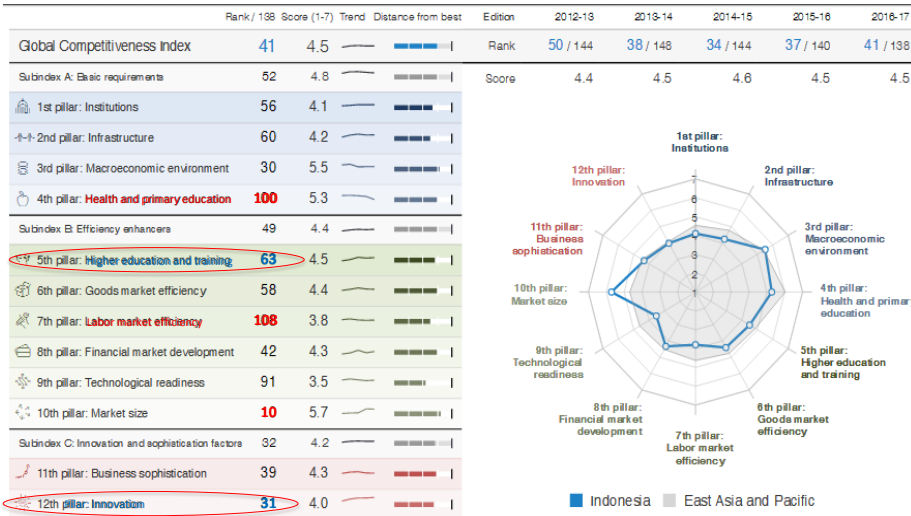 Rank / 138 Score (1-7) Trend Distance from best
Global Competitiveness Index 41 4.5
Subindex A: Basic requirements 52 4.8
1st pillar: Institutions 56 4.1
2nd pillar: Infrastructure 60 4.2
3rd pillar: Macroeconomic environment 30 5.5
4th pillar: Health and primary education 100 5.3
Subindex B: Efficiency enhancers 49 4.4
5th pillar: Higher education and training 63 4.5
6th pillar: Goods market efficiency 58 4.4
7th pillar: Labor market efficiency 108 3.8
8th pillar: Financial market development 42 4.3
9th pillar: Technological readiness 91 3.5
10th pillar: Market size 10 5.7
Subindex C: Innovation and sophistication factors 32 4.2
11th pillar: Business sophistication 39 4.3
12th pillar: Innovation 31 4.0
Edition 2012-13 2013-14 2014-15 2015-16 2016-17
Rank 50 / 144 38 / 148 34 / 144 37 / 140 41 / 138
Score 4.4 4.5 4.6 4.5 4.5
1st pillar:
Institutions
2nd pillar:
Infrastructure
3rd pillar:
Macroeconomic
environment
4th pillar:
Health and primar
education
5th pillar:
Higher education
and training
6th pillar:
Goods market
efficiency
7th pillar:
Labor market
efficiency
8th pillar:
Financial market
development
9th pillar:
Technological
readiness
10th pillar:
Market size
11th pillar:
Business
sophistication
12th pillar:
Innovation
7
6
5
3
2
1
Indonesia East Asia and Pacific